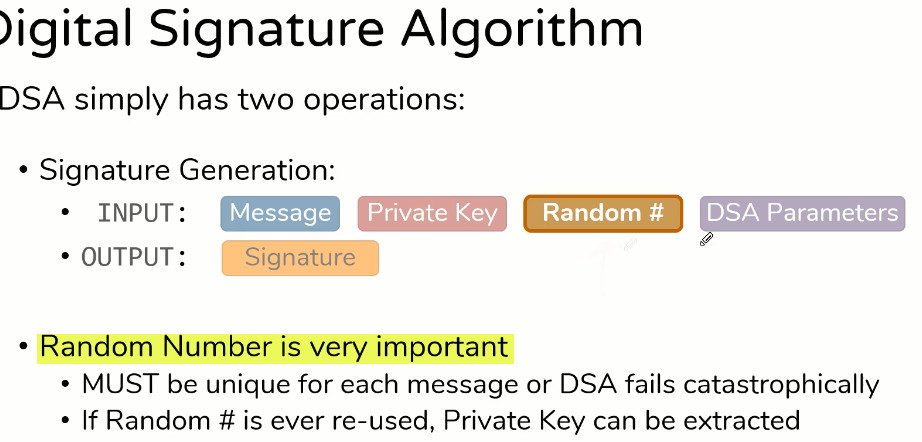 Digital Signature Algorithm
DSA simply has two operations:
• Signature Generation:
• INPUT: Message Private Key Random # DSA Parameters
• OUTPUT: Signature
• Random Number is very important
• MUST be unique for each message or DSA fails catastrophically
• If Random # is ever re-used, Private Key can be extracted